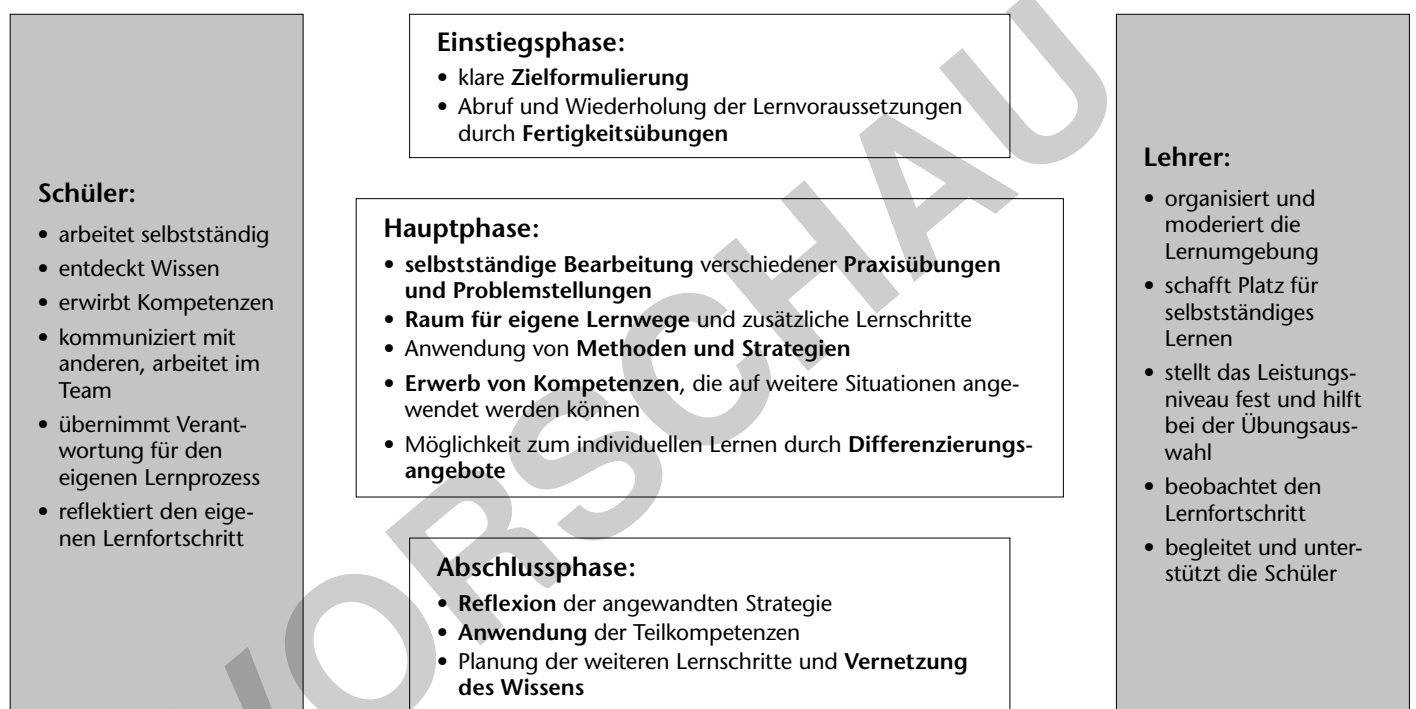 Schüler:
• arbeitet selbstständig
• entdeckt Wissen
• erwirbt Kompetenzen
• kommuniziert mit
anderen, arbeitet im
Team
• übernimmt Verant-
wortung für den
eigenen Lernprozess
• reflektiert den eige-
nen Lernfortschritt
Einstiegsphase:
• klare Zielformulierung
• Abruf und Wiederholung der Lernvoraussetzungen
durch Fertigkeitsübungen
Hauptphase:
• selbstständige Bearbeitung verschiedener Praxisübungen
und Problemstellungen
• Raum für eigene Lernwege und zusätzliche Lernschritte
• Anwendung von Methoden und Strategien
• Erwerb von Kompetenzen, die auf weitere Situationen ange-
wendet werden können
• Möglichkeit zum individuellen Lernen durch Differenzierungs-
angebote
Abschlussphase:
• Reflexion der angewandten Strategie
• Anwendung der Teilkompetenzen
• Planung der weiteren Lernschritte und Vernetzung
des Wissens
Lehrer:
• organisiert und
moderiert die
Lernumgebung
• schafft Platz für
selbstständiges
Lernen
• stellt das Leistungs-
niveau fest und hilft
bei der Übungsaus-
wahl
• beobachtet den
Lernfortschritt
• begleitet und unter-
stützt die Schüler
VORSCHAU